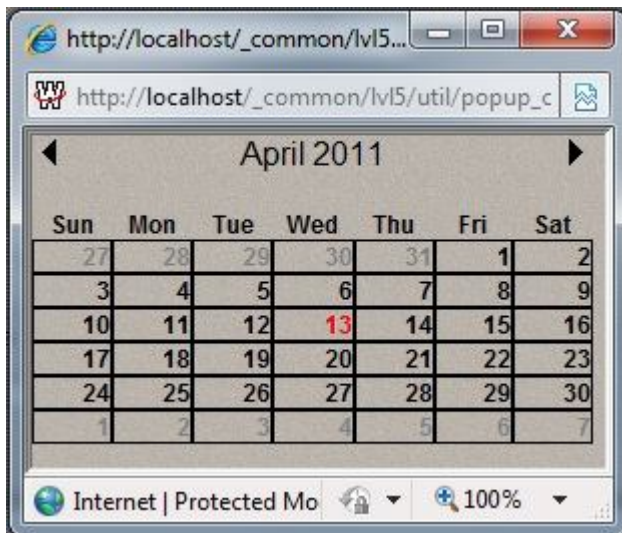 http://localhost/_common/lvl5...
http://localhost/_common/lvl5/util/popup_c
April 2011
Sun Mon Tue Wed Thu Fri Sat
27 28 29 30 31 1 2
3 4 5 6 7 8 9
10 11 12 13 14 15 16
17 18 19 20 21 22 23
24 25 26 27 28 29 30
1 2 3 4 5 6 7
Internet | Protected Mo 100%